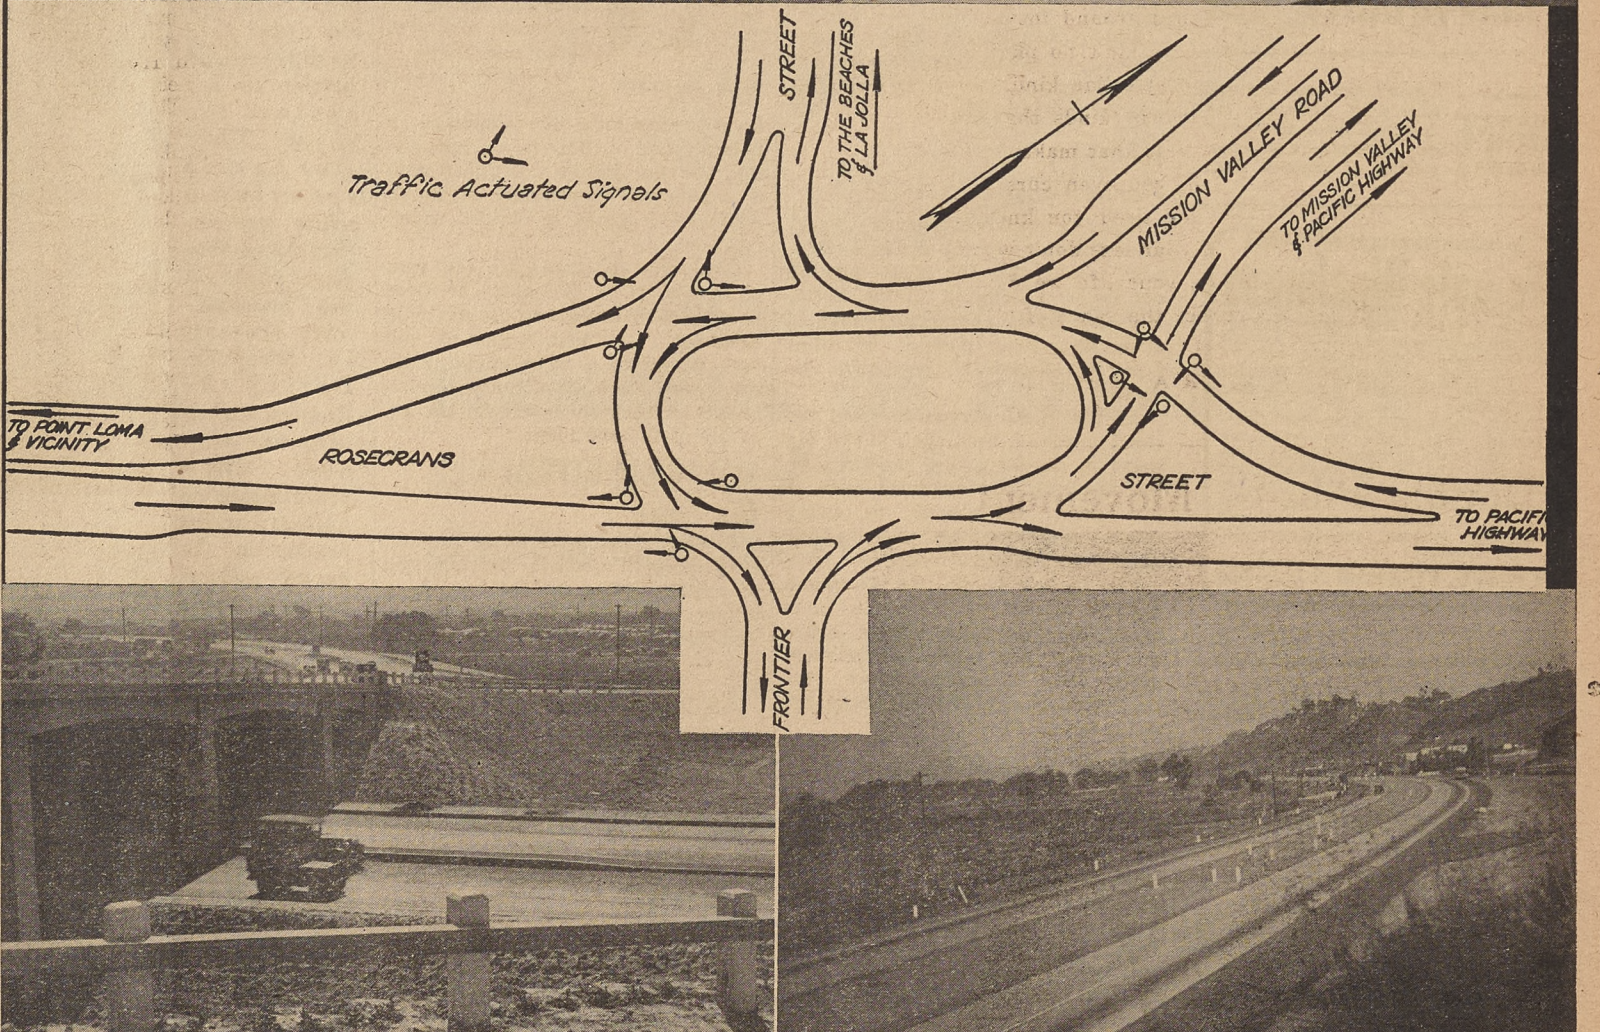 STREET
TO THE BEACHES
& LA JOLLA
MISSION VALLEY ROAD
TO MISSION VALLEY
& PACIFIC HIGHWAY
Traffic Actuated Signals
TO POINT LOMA
& VICINITY
ROSECRANS
STREET
TO PACIFI
HIGHWAY
FRONTIER